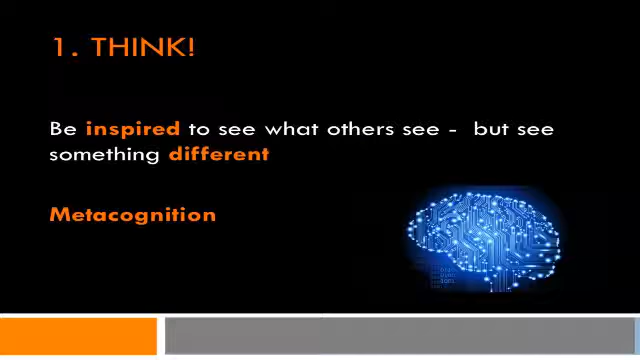 1. THINK!
Be inspired to see what others see - but see
something different
Metacognition